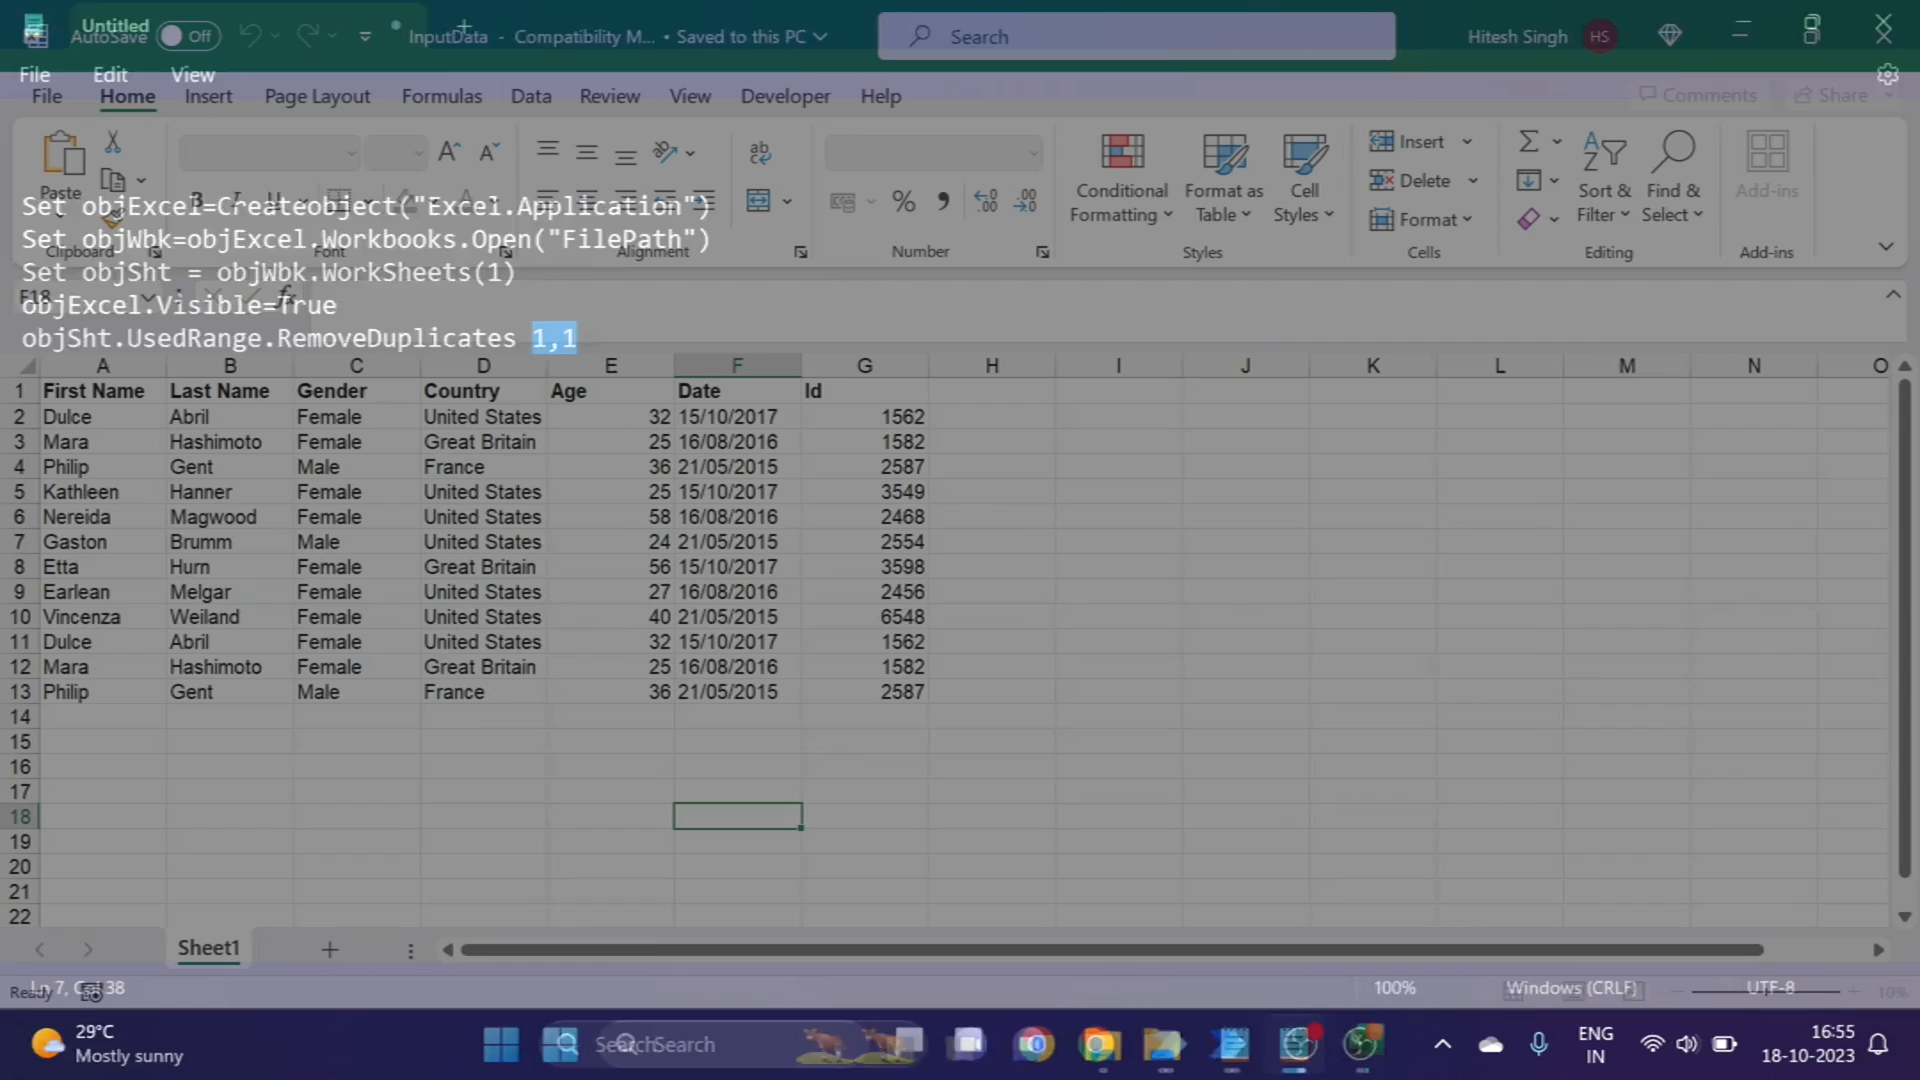 Untitled
AutoSave Off InputData - Compatibility M... • Saved to this PC Search Hitesh Singh HS
File Edit View
File Home Insert Page Layout Formulas Data Review View Developer Help Comments Share
Paste
Conditional Formatting
Format as Table
Cell Styles
Insert
Delete
Format
Sort & Filter
Find & Select
Add-ins
Clipboard Font Alignment Number Styles Cells Editing Add-ins
Set objExcel=Createobject("Excel.Application")
Set objWbk=objExcel.Workbooks.Open("FilePath")
Set objSht = objWbk.WorkSheets(1)
objExcel.Visible=True
objSht.UsedRange.RemoveDuplicates 1,1
F18
A B C D E F G H I J K L M N O
1 First Name Last Name Gender Country Age Date Id
2 Dulce Abril Female United States 32 15/10/2017 1562
3 Mara Hashimoto Female Great Britain 25 16/08/2016 1582
4 Philip Gent Male France 36 21/05/2015 2587
5 Kathleen Hanner Female United States 25 15/10/2017 3549
6 Nereida Magwood Female United States 58 16/08/2016 2468
7 Gaston Brumm Male United States 24 21/05/2015 2554
8 Etta Hurn Female Great Britain 56 15/10/2017 3598
9 Earlean Melgar Female United States 27 16/08/2016 2456
10 Vincenza Weiland Female United States 40 21/05/2015 6548
11 Dulce Abril Female United States 32 15/10/2017 1562
12 Mara Hashimoto Female Great Britain 25 16/08/2016 1582
13 Philip Gent Male France 36 21/05/2015 2587
14
15
16
17
18
19
20
21
22
Sheet1
Ready
Ln 7, Col 38 100% Windows (CRLF) UTF-8
29°C
Mostly sunny
Search
Search
ENG
IN
16:55
18-10-2023